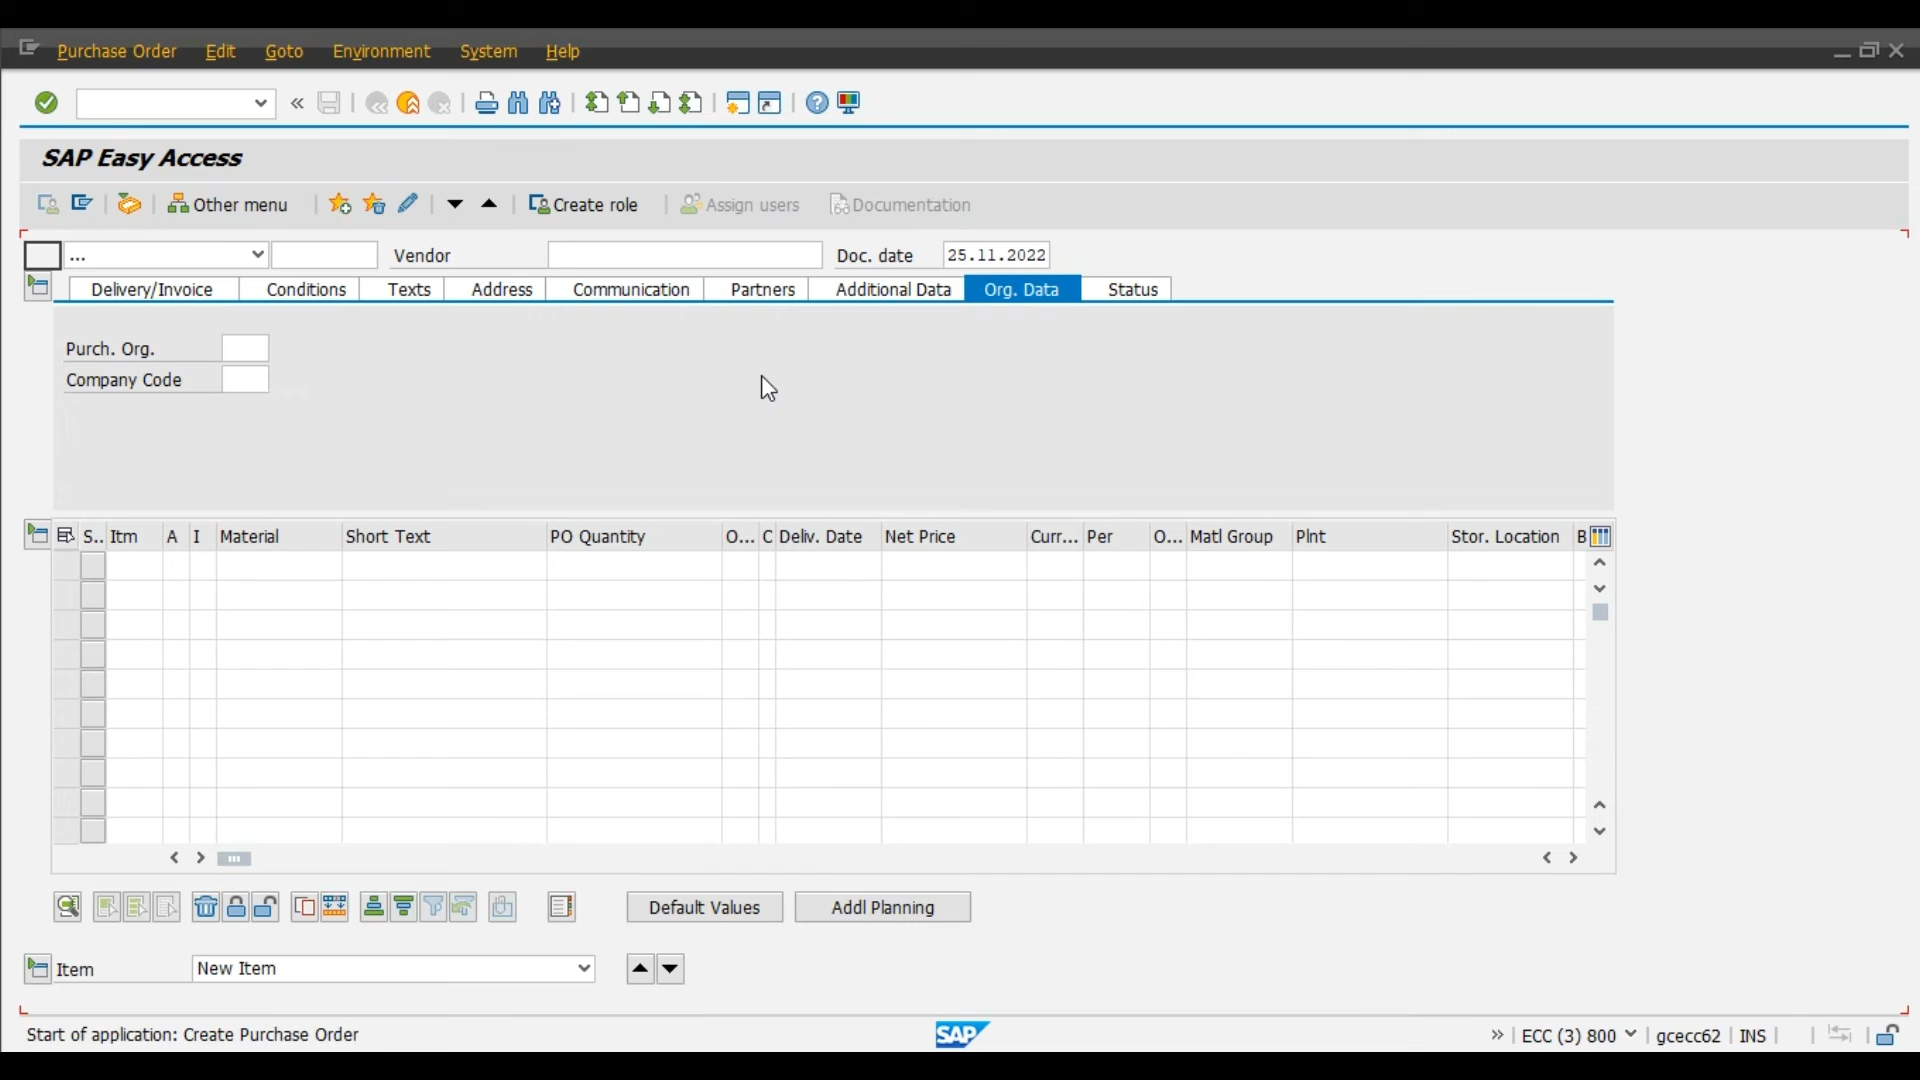 Purchase Order Edit Goto Environment System Help
SAP Easy Access
Other menu Create role Assign users Documentation
... Vendor Doc. date 25.11.2022
Delivery/Invoice Conditions Texts Address Communication Partners Additional Data Org. Data Status
Purch. Org.
Company Code
S.. Itm A I Material Short Text PO Quantity O... C Deliv. Date Net Price Curr... Per O... Matl Group Plnt Stor. Location B
Default Values Addl Planning
Item New Item
Start of application: Create Purchase Order SAP ECC (3) 800 gcecc62 INS